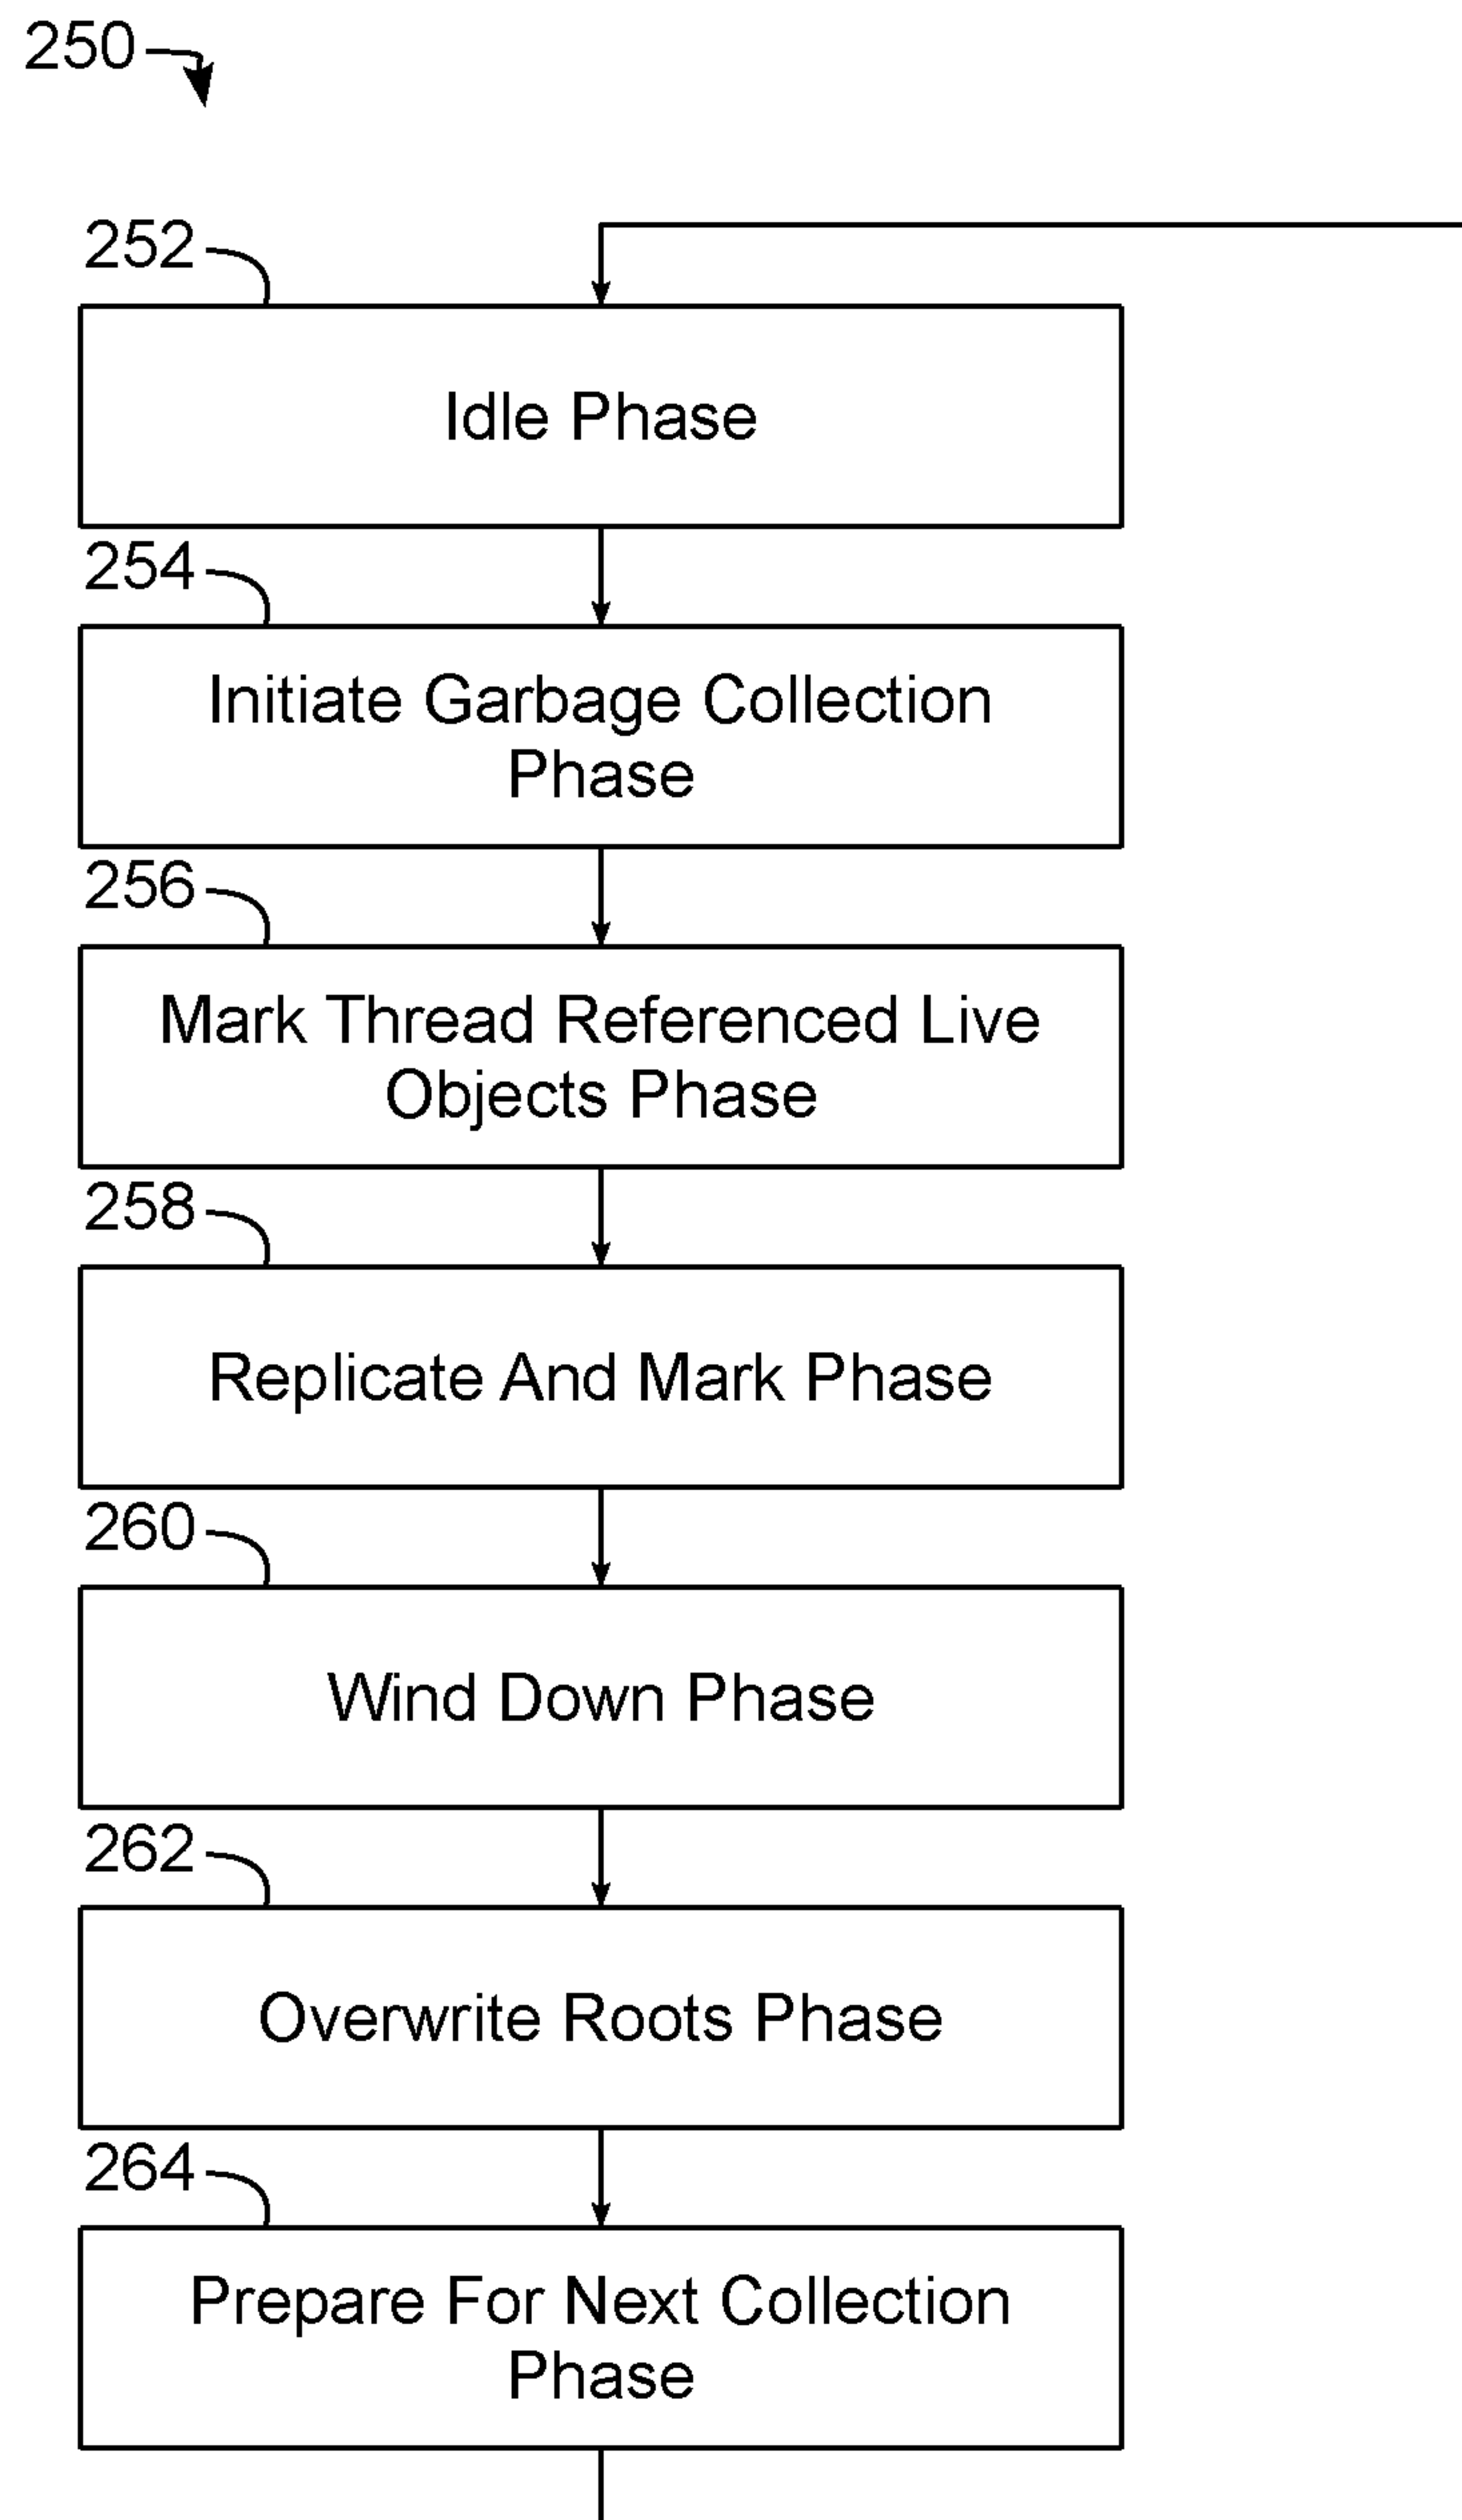 250
252
Idle Phase
254
Initiate Garbage Collection
Phase
256
Mark Thread Referenced Live
Objects Phase
258
Replicate And Mark Phase
260
Wind Down Phase
262
Overwrite Roots Phase
264
Prepare For Next Collection
Phase